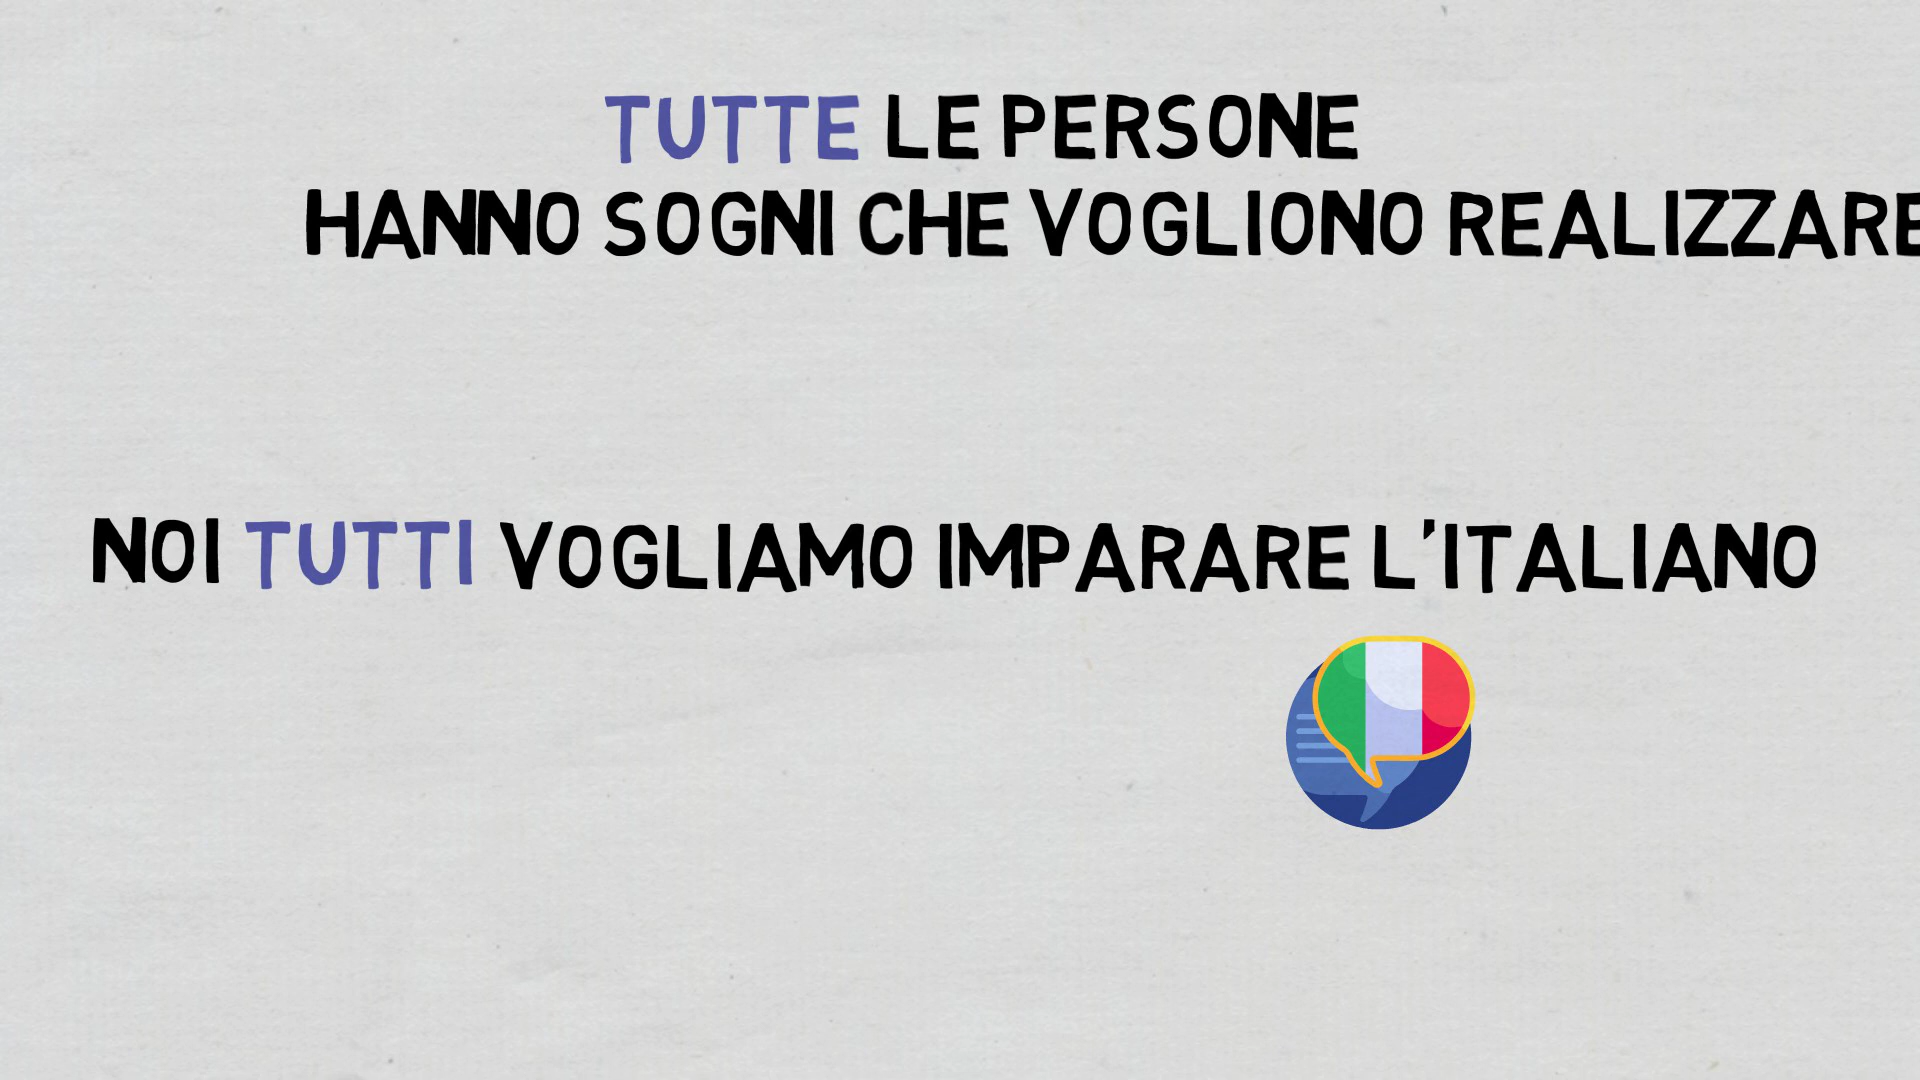 TUTTE LE PERSONE
HANNO SOGNI CHE VOGLIONO REALIZZARE
NOI TUTTI VOGLIAMO IMPARARE L'ITALIANO